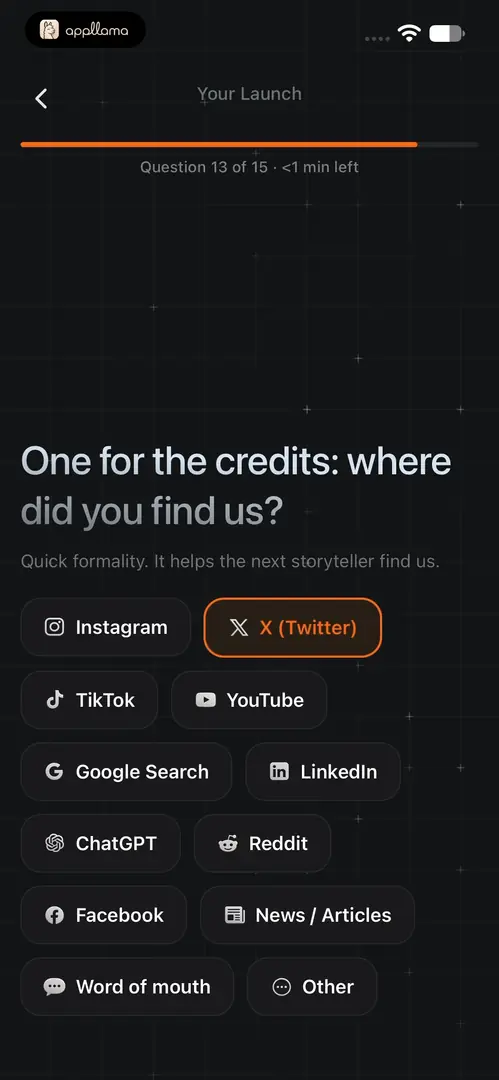 appllama
Your Launch
Question 13 of 15 · <1 min left
One for the credits: where
did you find us?
Quick formality. It helps the next storyteller find us.
Instagram
X (Twitter)
TikTok
YouTube
Google Search
LinkedIn
ChatGPT
Reddit
Facebook
News / Articles
Word of mouth
Other